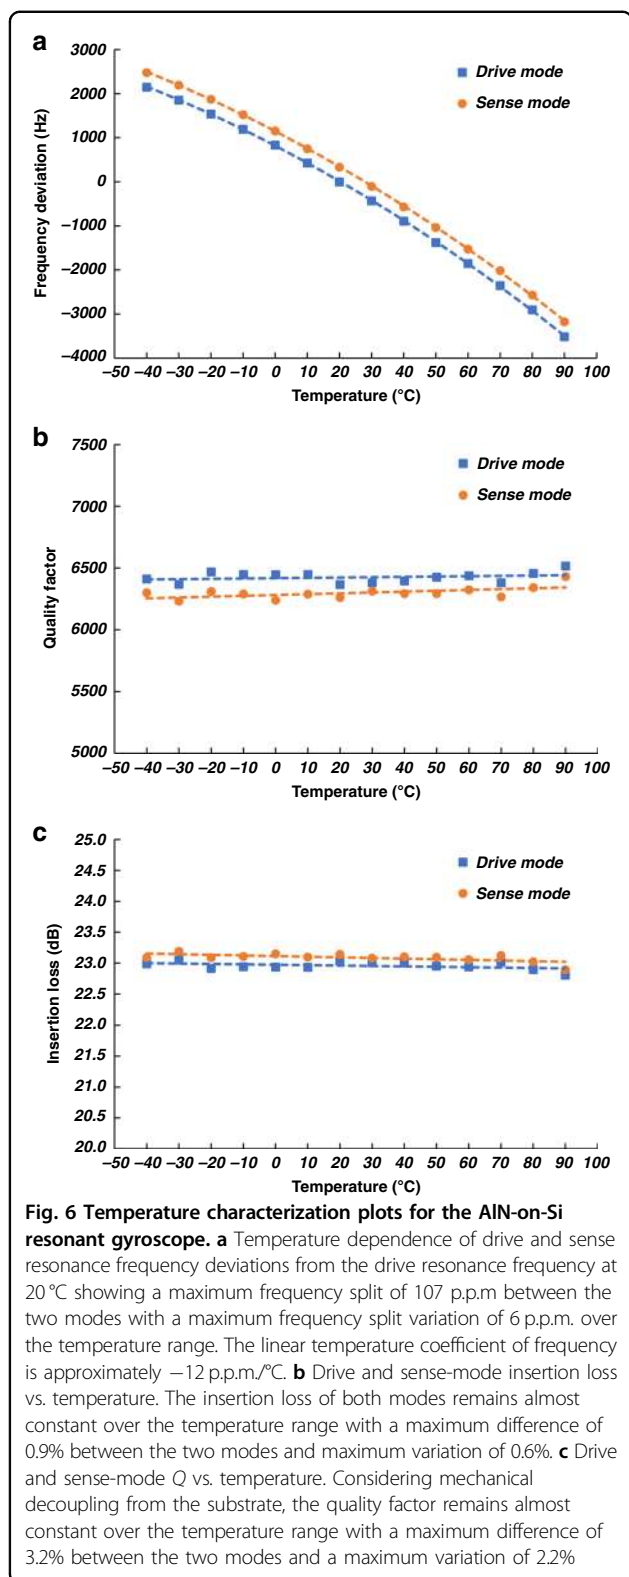 a
3000
2000
1000
0
–1000
–2000
–3000
–4000
Frequency deviation (Hz)
Drive mode
Sense mode
–50 –40 –30 –20 –10 0 10 20 30 40 50 60 70 80 90 100
Temperature (°C)
b
7500
7000
6500
6000
5500
5000
Quality factor
Drive mode
Sense mode
–50 –40 –30 –20 –10 0 10 20 30 40 50 60 70 80 90 100
Temperature (°C)
c
25.0
24.5
24.0
23.5
23.0
22.5
22.0
21.5
21.0
20.5
20.0
Insertion loss (dB)
Drive mode
Sense mode
–50 –40 –30 –20 –10 0 10 20 30 40 50 60 70 80 90 100
Temperature (°C)
Fig. 6 Temperature characterization plots for the AlN-on-Si
resonant gyroscope. a Temperature dependence of drive and sense
resonance frequency deviations from the drive resonance frequency at
20 °C showing a maximum frequency split of 107 p.p.m between the
two modes with a maximum frequency split variation of 6 p.p.m. over
the temperature range. The linear temperature coefficient of frequency
is approximately −12 p.p.m./°C. b Drive and sense-mode insertion loss
vs. temperature. The insertion loss of both modes remains almost
constant over the temperature range with a maximum difference of
0.9% between the two modes and maximum variation of 0.6%. c Drive
and sense-mode Q vs. temperature. Considering mechanical
decoupling from the substrate, the quality factor remains almost
constant over the temperature range with a maximum difference of
3.2% between the two modes and a maximum variation of 2.2%